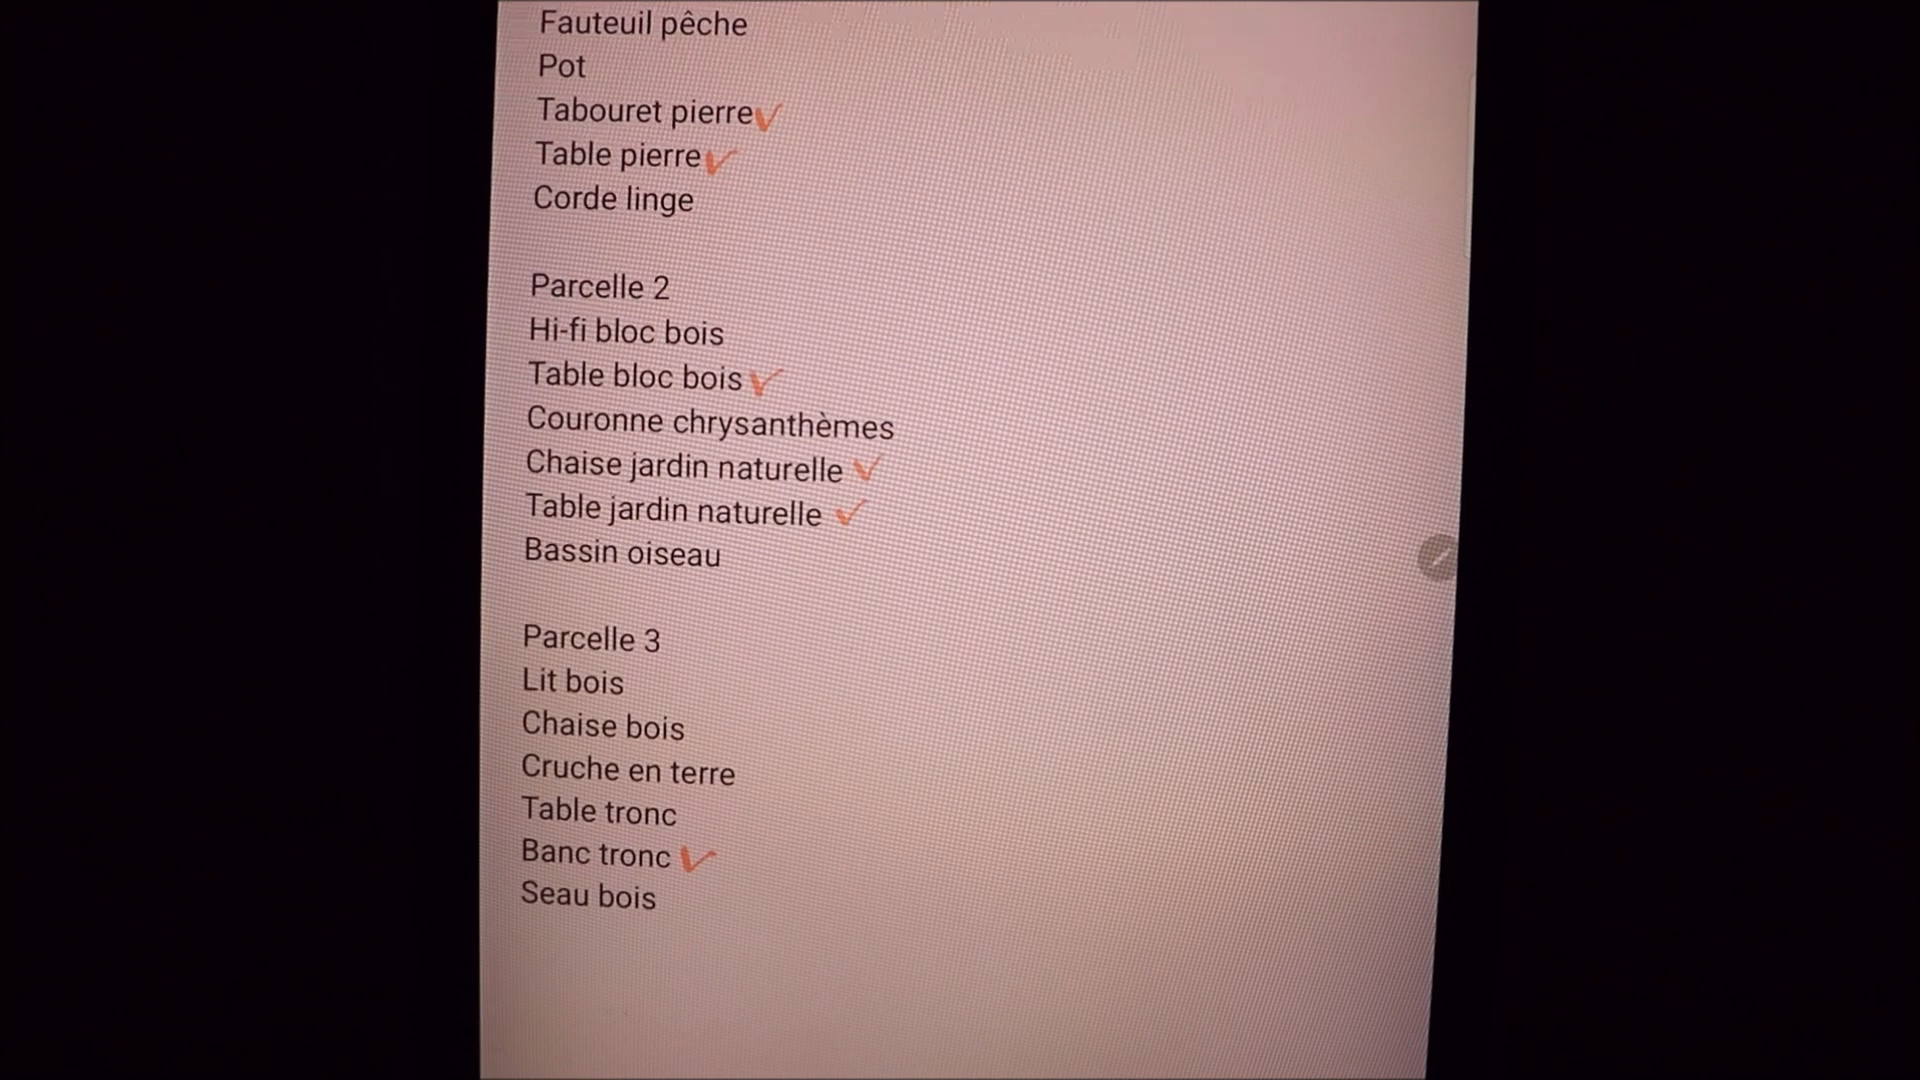 Fauteuil pêche
Pot
Tabouret pierre
Table pierre
Corde linge
Parcelle 2
Hi-fi bloc bois
Table bloc bois
Couronne chrysanthèmes
Chaise jardin naturelle
Table jardin naturelle
Bassin oiseau
Parcelle 3
Lit bois
Chaise bois
Cruche en terre
Table tronc
Banc tronc
Seau bois